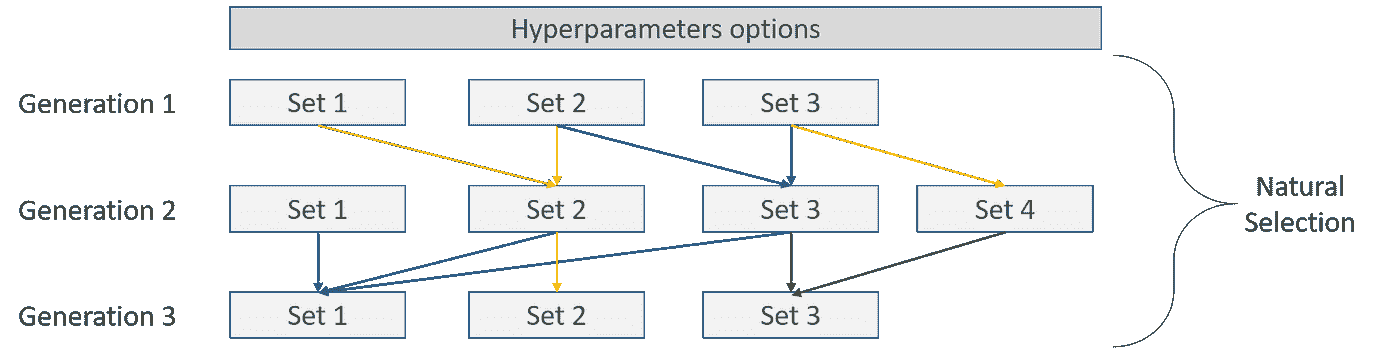 Hyperparameters options
Generation 1
Set 1
Set 2
Set 3
Generation 2
Set 1
Set 2
Set 3
Set 4
Natural
Selection
Generation 3
Set 1
Set 2
Set 3